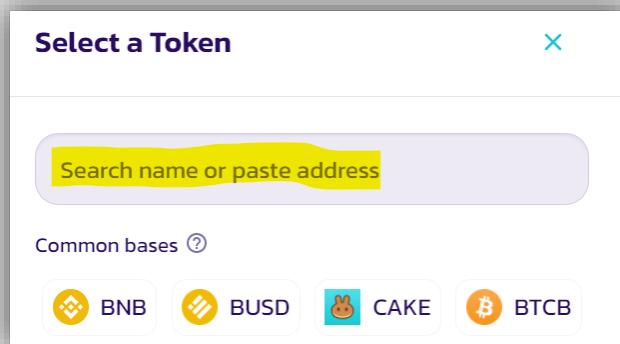 Select a Token
Search name or paste address
Common bases
BNB BUSD CAKE BTCB